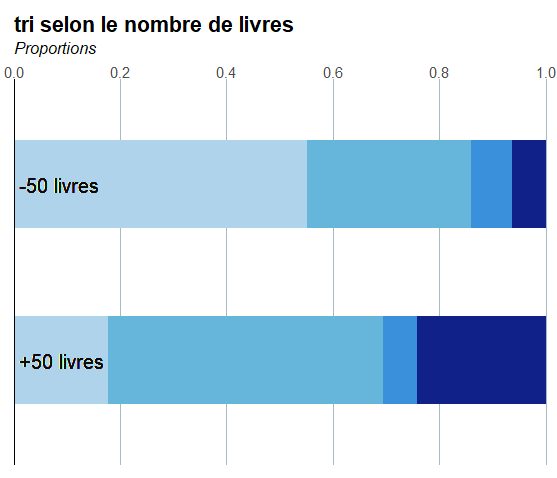 tri selon le nombre de livres
Proportions
0.0 0.2 0.4 0.6 0.8 1.0
-50 livres
+50 livres